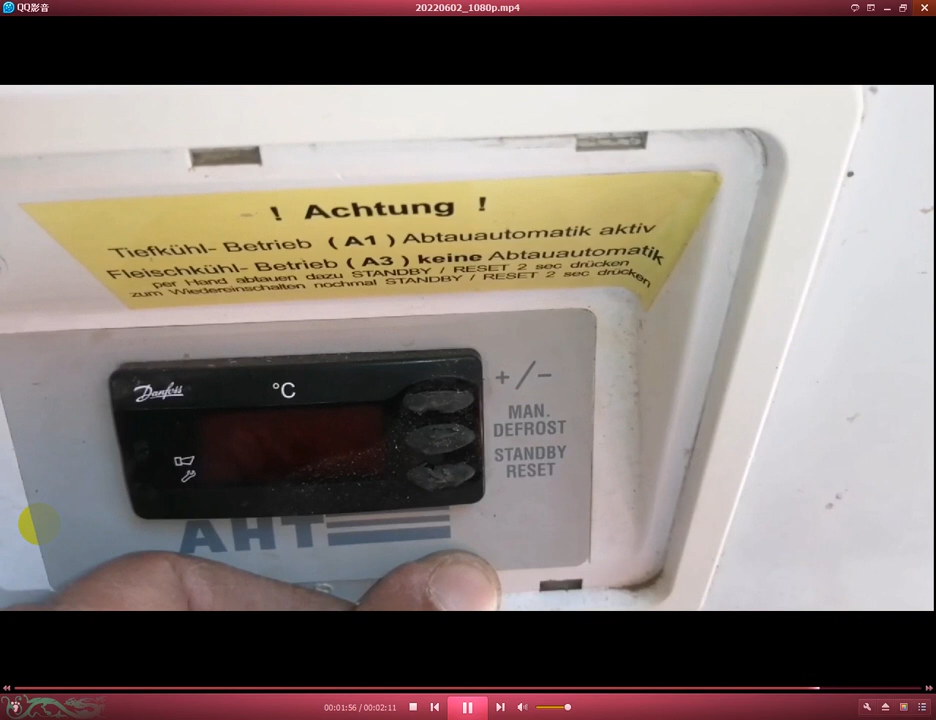 QQ影音
20220602_1080p.mp4
! Achtung !
Tiefkühl- Betrieb ( A1 ) Abtauautomatik aktiv
Fleischkühl- Betrieb ( A3 ) keine Abtauautomatik
per Hand abtauen dazu STANDBY / RESET 2 sec drücken
zum Wiedereinschalten nochmal STANDBY / RESET 2 sec drücken
Danfoss
°C
+/-
MAN.
DEFROST
STANDBY
RESET
AHT
00:01:56 / 00:02:11